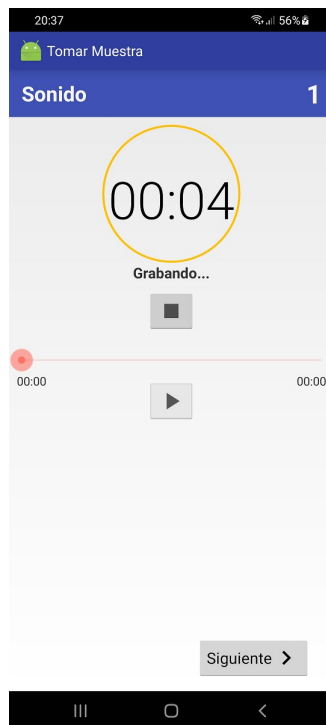 20:37
56%
Tomar Muestra
Sonido 1
00:04
Grabando...
00:00 00:00
Siguiente